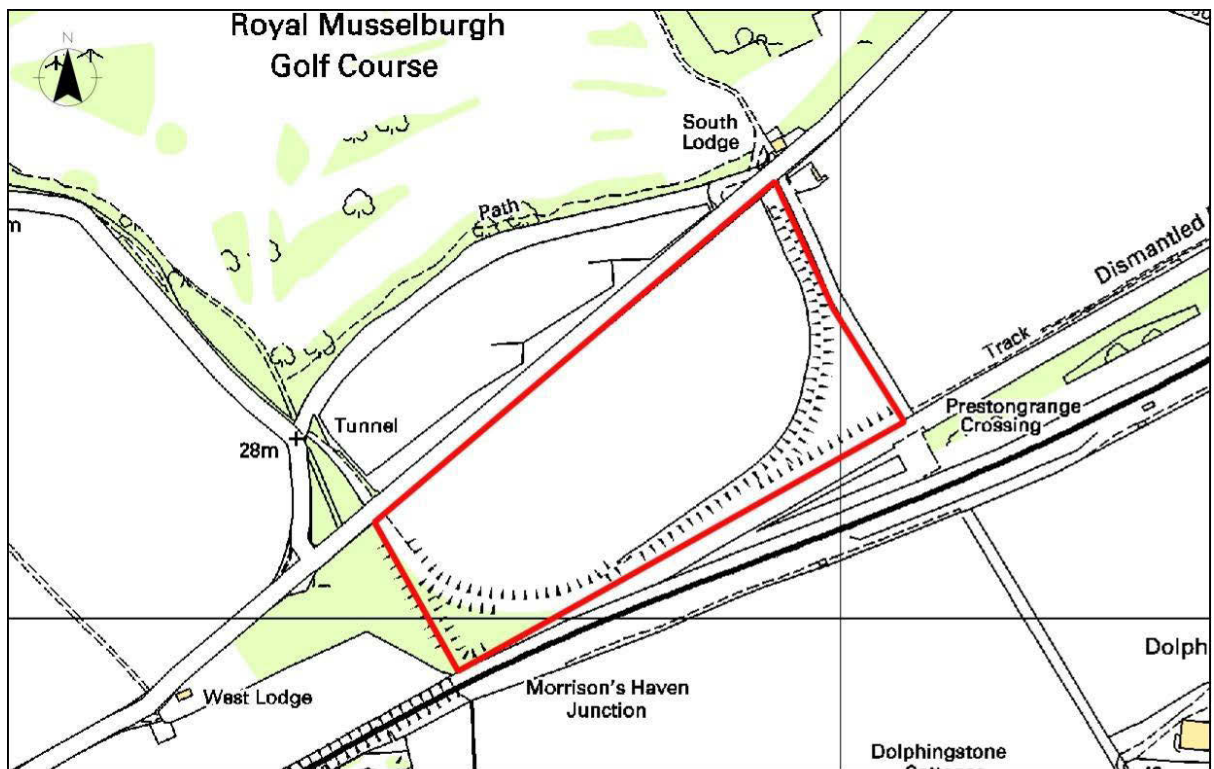 Royal Musselburgh
Golf Course
N
South
Lodge
Path
Dismantled
Track
Prestongrange
Crossing
Tunnel
28m
m
West Lodge
Morrison's Haven
Junction
Dolph
Dolphingstone